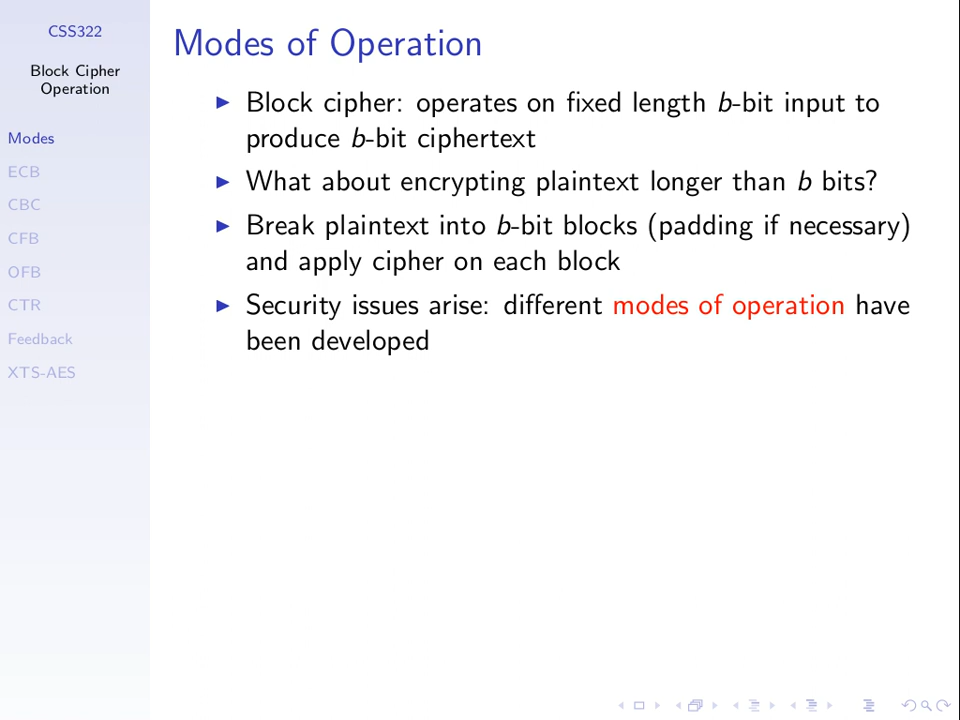 CSS322
Block Cipher
Operation
Modes
ECB
CBC
CFB
OFB
CTR
Feedback
XTS-AES
Modes of Operation
Block cipher: operates on fixed length b-bit input to
produce b-bit ciphertext
What about encrypting plaintext longer than b bits?
Break plaintext into b-bit blocks (padding if necessary)
and apply cipher on each block
Security issues arise: different modes of operation have
been developed